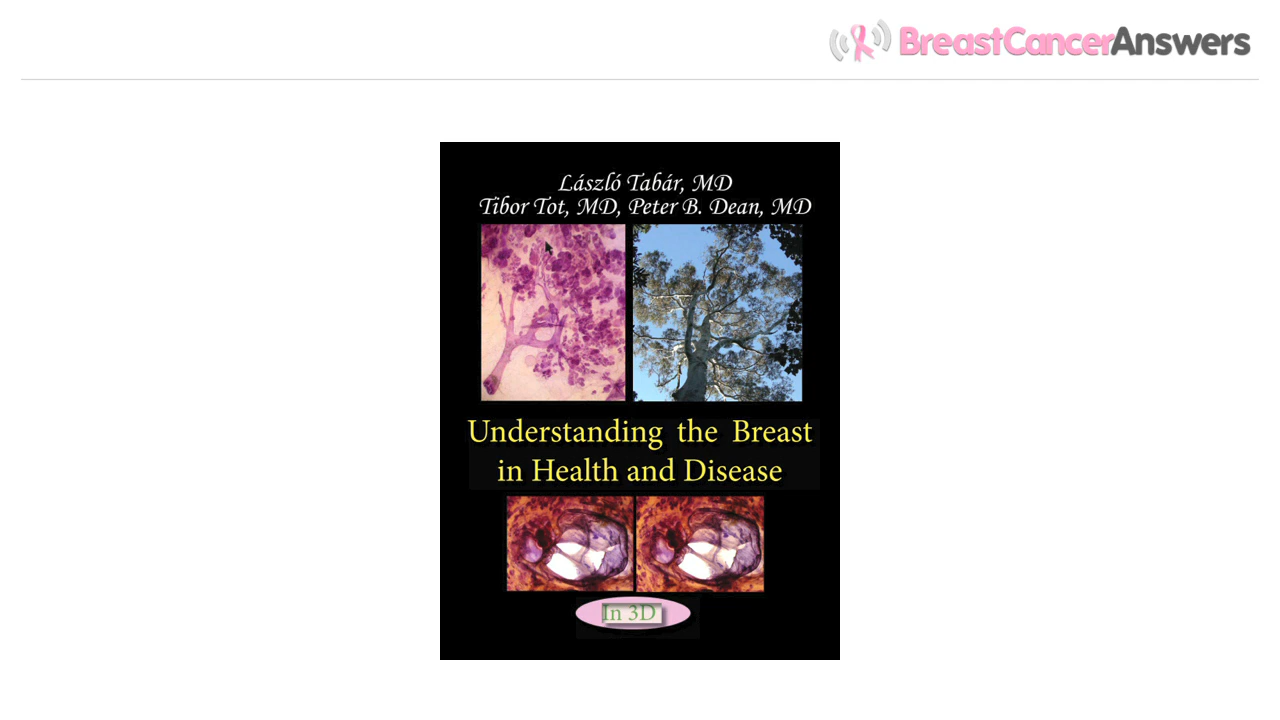 BreastCancerAnswers
László Tabár, MD
Tibor Tot, MD, Peter B. Dean, MD
Understanding the Breast
in Health and Disease
In 3D